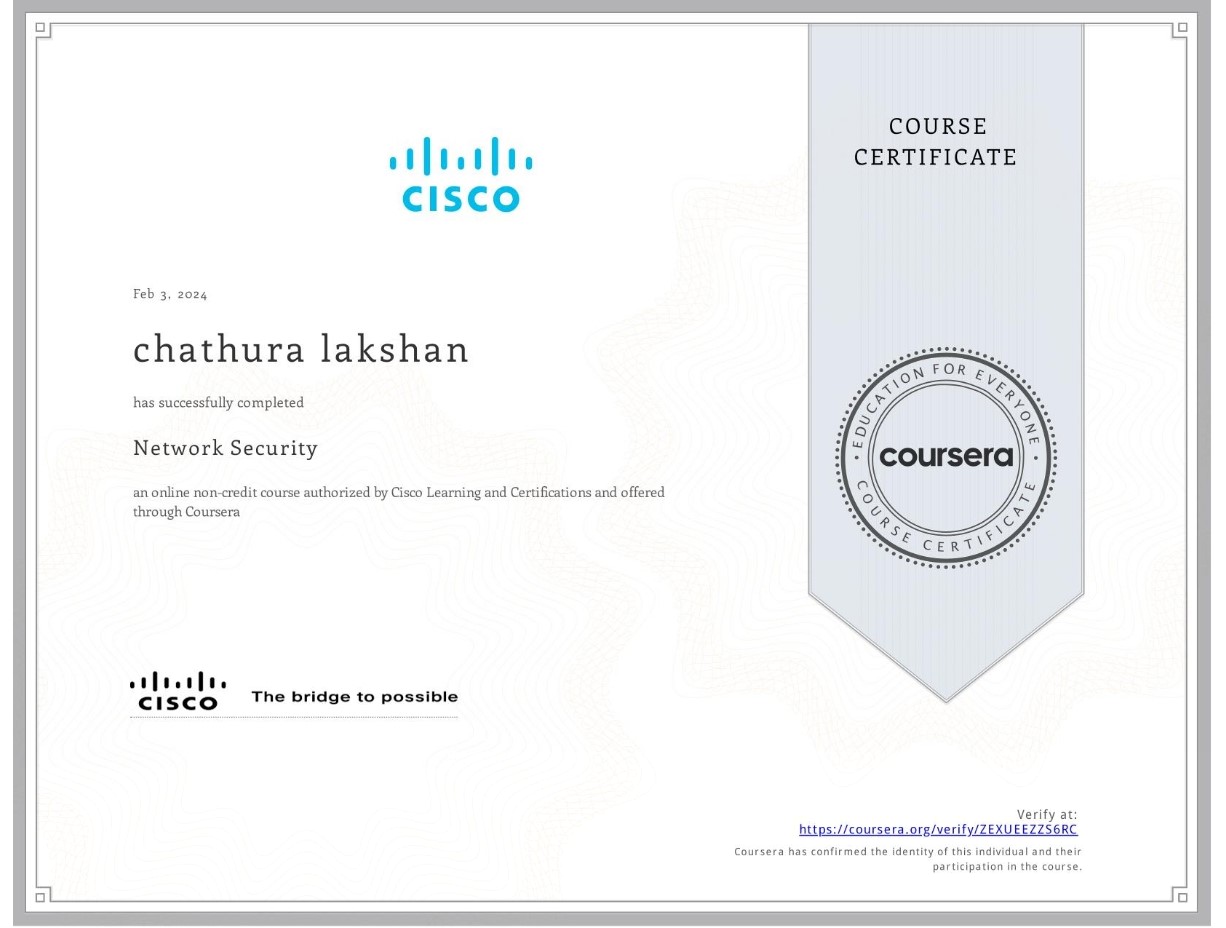 COURSE
CERTIFICATE
CISCO
Feb 3, 2024
chathura lakshan
has successfully completed
Network Security
an online non-credit course authorized by Cisco Learning and Certifications and offered
through Coursera
EDUCATION FOR EVERYONE
coursera
COURSE CERTIFICATE
CISCO
The bridge to possible
Verify at:
https://coursera.org/verify/ZEXUEEZZS6RC
Coursera has confirmed the identity of this individual and their
participation in the course.